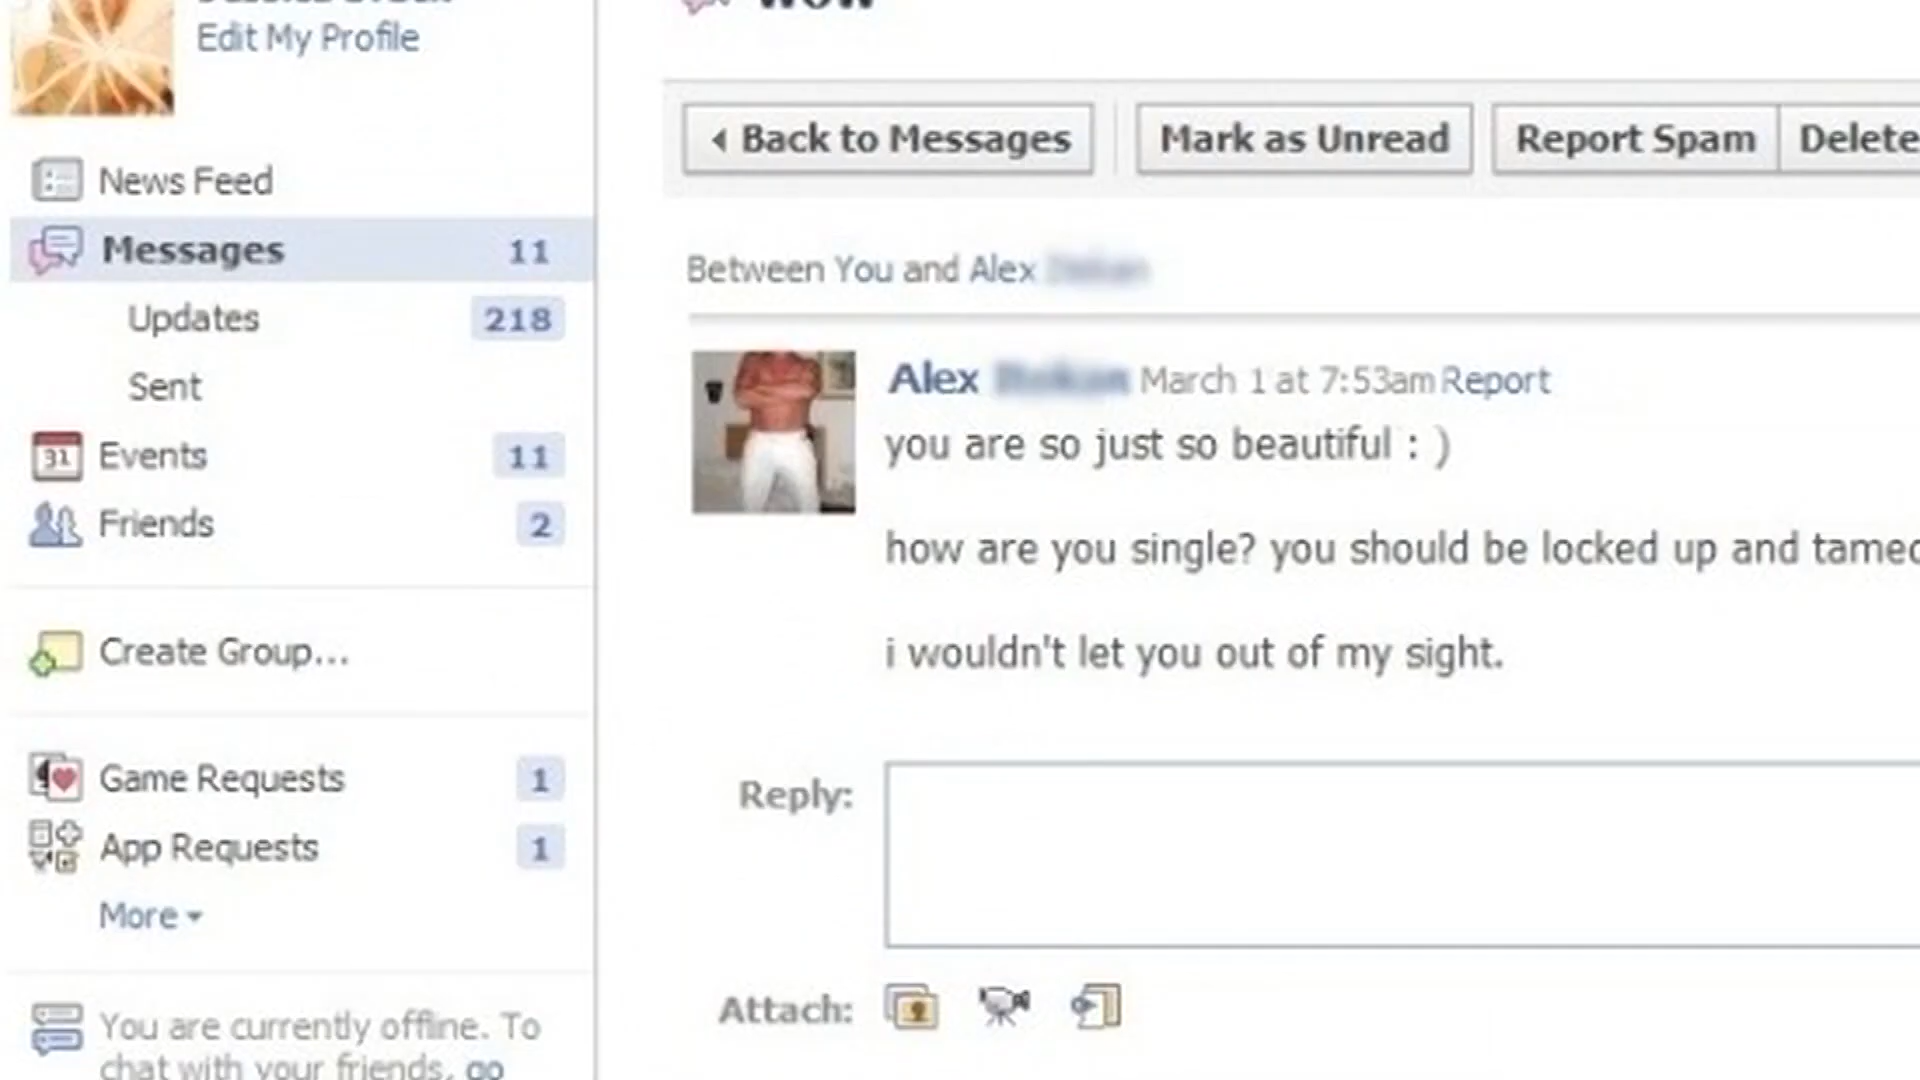 wow
Edit My Profile
Back to Messages
Mark as Unread
Report Spam
Delete
News Feed
Messages 11
Updates 218
Sent
Events 11
Friends 2
Create Group...
Game Requests 1
App Requests 1
More
You are currently offline. To
chat with your friends, go
Between You and Alex
Alex March 1 at 7:53am Report
you are so just so beautiful : )
how are you single? you should be locked up and tamed
i wouldn't let you out of my sight.
Reply:
Attach:
31